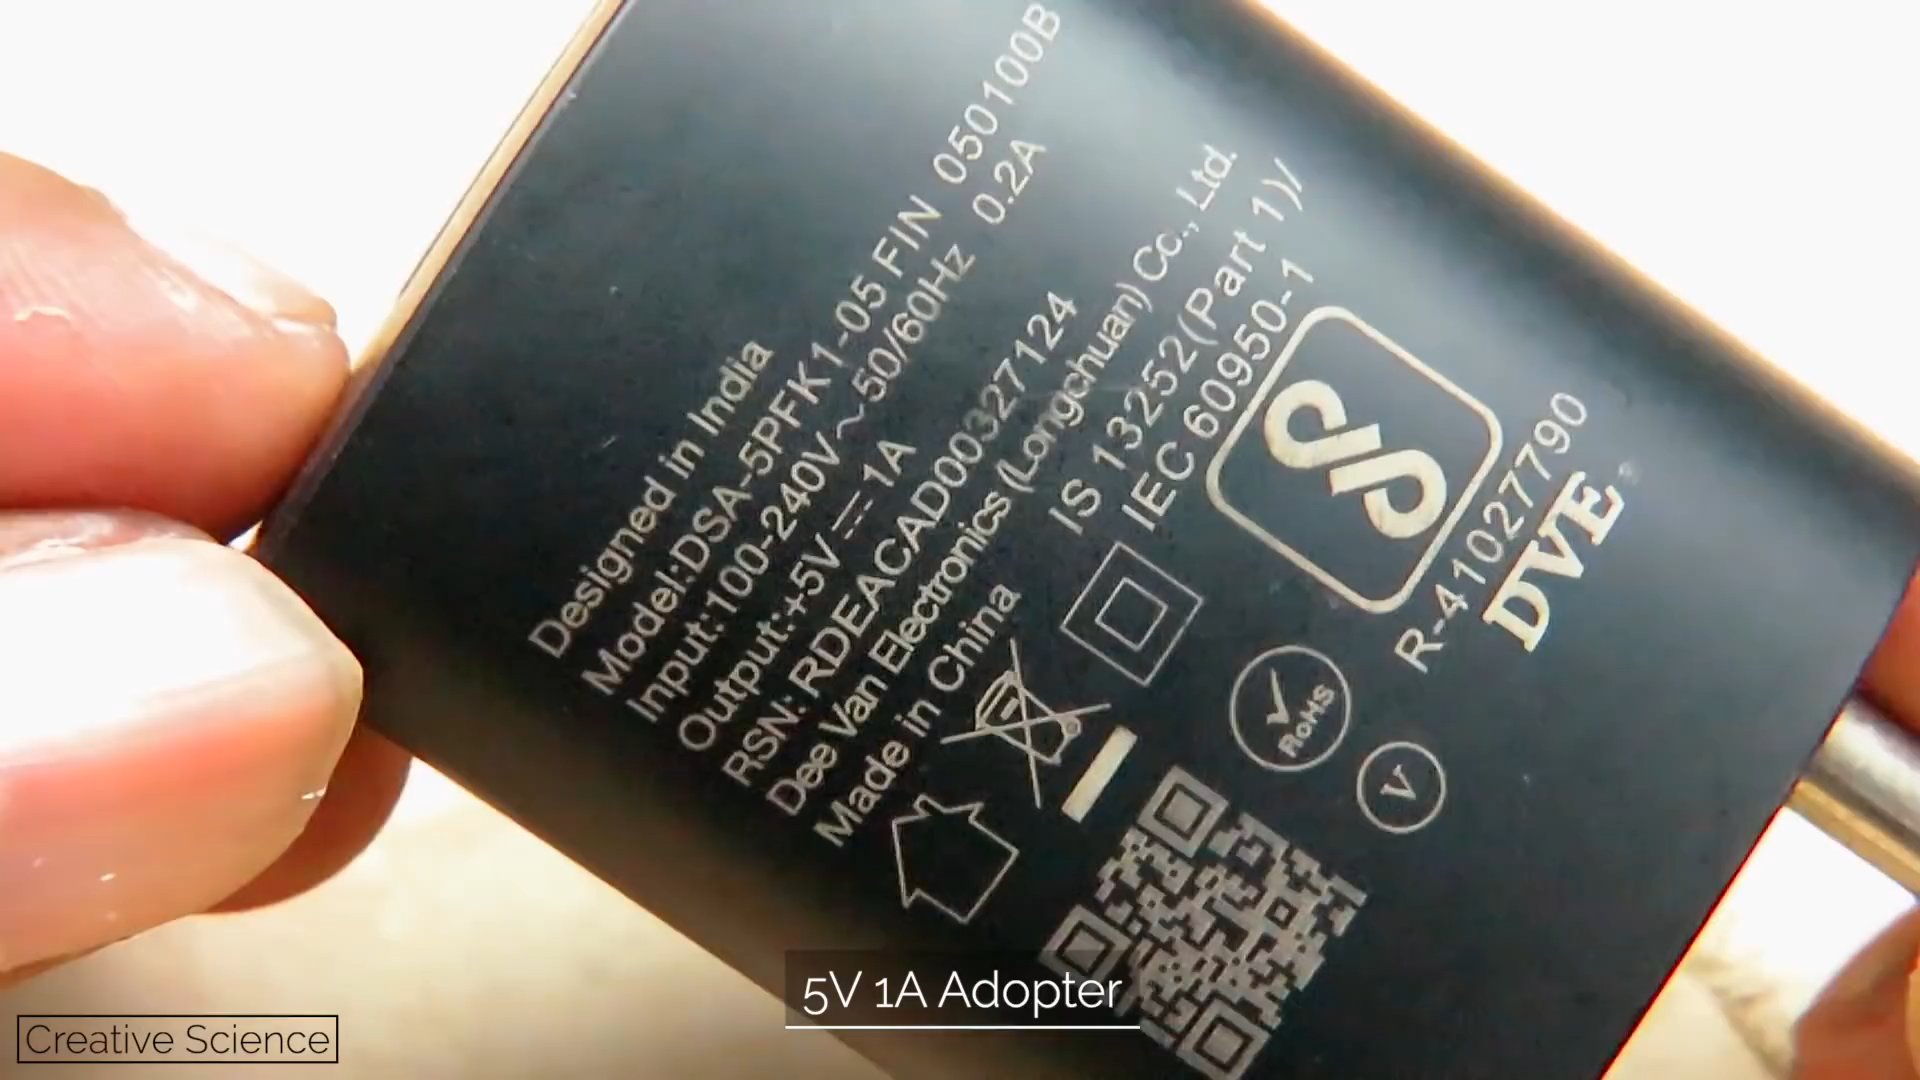 Designed in India
Model:DSA-5PFK1-05 FIN 050100B
Input:100-240V~50/60Hz 0.2A
Output:+5V⎓1A
RSN: RDEACAD00327124
Dee Van Electronics (Longchuan) Co., Ltd.
Made in China
IS 13252(Part 1)/
IEC 60950-1
R-41027790
DVE
RoHS
V
5V 1A Adopter
Creative Science